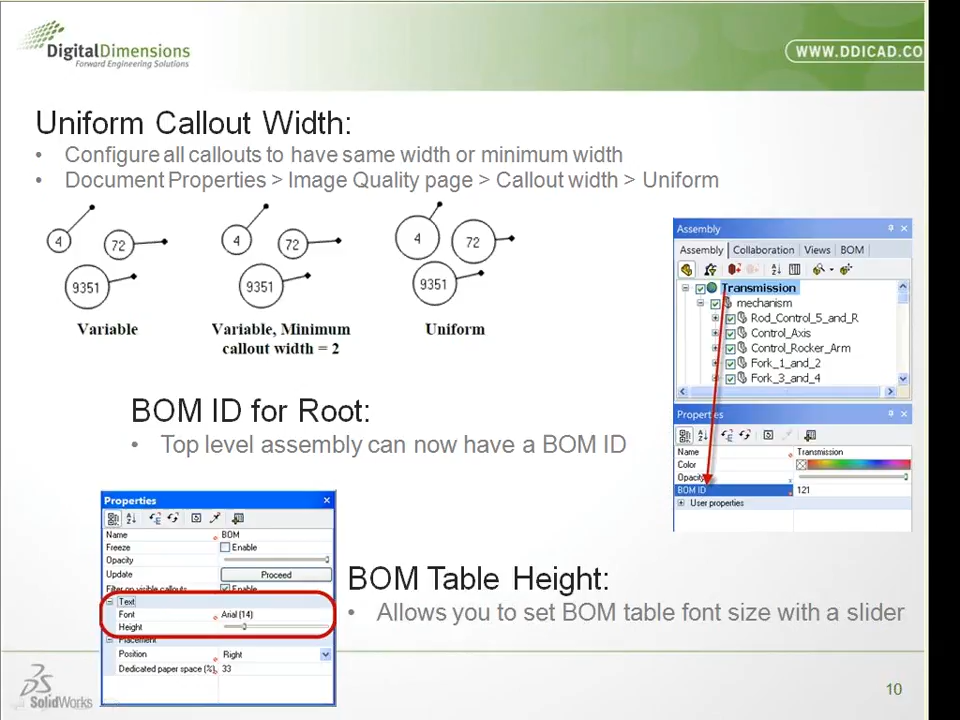 DigitalDimensions
Forward Engineering Solutions
WWW.DDICAD.CO
Uniform Callout Width:
• Configure all callouts to have same width or minimum width
• Document Properties > Image Quality page > Callout width > Uniform
4 72 4 72 4 72
9351 9351 9351
Variable
Variable, Minimum
callout width = 2
Uniform
Assembly
Assembly Collaboration Views BOM
Transmission
mechanism
Rod_Control_5_and_R
Control_Axis
Control_Rocker_Arm
Fork_1_and_2
Fork_3_and_4
Properties
Name Transmission
Color
Opacity
BOM ID 121
User properties
BOM ID for Root:
• Top level assembly can now have a BOM ID
Properties
Name BOM
Freeze Enable
Opacity
Update Proceed
Filter on visible callouts Enable
Text
Font Arial (14)
Height
Placement
Position Right
Dedicated paper space (%) 33
BOM Table Height:
• Allows you to set BOM table font size with a slider
SolidWorks
10